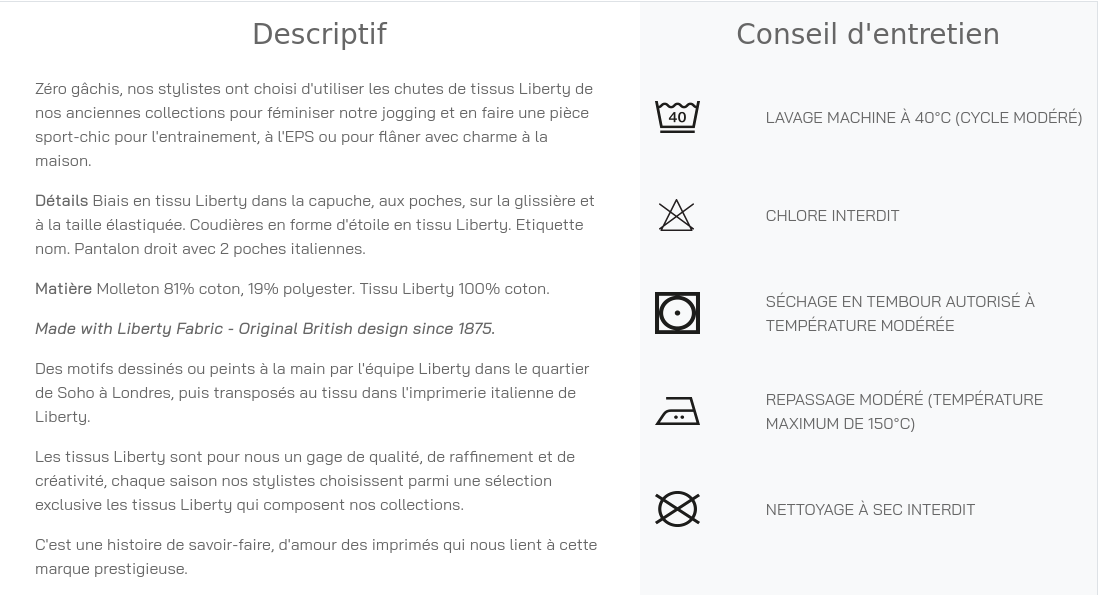 Descriptif
Zéro gâchis, nos stylistes ont choisi d'utiliser les chutes de tissus Liberty de
nos anciennes collections pour féminiser notre jogging et en faire une pièce
sport-chic pour l'entrainement, à l'EPS ou pour flâner avec charme à la
maison.
Détails Biais en tissu Liberty dans la capuche, aux poches, sur la glissière et
à la taille élastiquée. Coudières en forme d'étoile en tissu Liberty. Etiquette
nom. Pantalon droit avec 2 poches italiennes.
Matière Molleton 81% coton, 19% polyester. Tissu Liberty 100% coton.
Made with Liberty Fabric - Original British design since 1875.
Des motifs dessinés ou peints à la main par l'équipe Liberty dans le quartier
de Soho à Londres, puis transposés au tissu dans l'imprimerie italienne de
Liberty.
Les tissus Liberty sont pour nous un gage de qualité, de raffinement et de
créativité, chaque saison nos stylistes choisissent parmi une sélection
exclusive les tissus Liberty qui composent nos collections.
C'est une histoire de savoir-faire, d'amour des imprimés qui nous lient à cette
marque prestigieuse.
Conseil d'entretien
40
LAVAGE MACHINE À 40°C (CYCLE MODÉRÉ)
CHLORE INTERDIT
SÉCHAGE EN TEMBOUR AUTORISÉ À
TEMPÉRATURE MODÉRÉE
REPASSAGE MODÉRÉ (TEMPÉRATURE
MAXIMUM DE 150°C)
NETTOYAGE À SEC INTERDIT